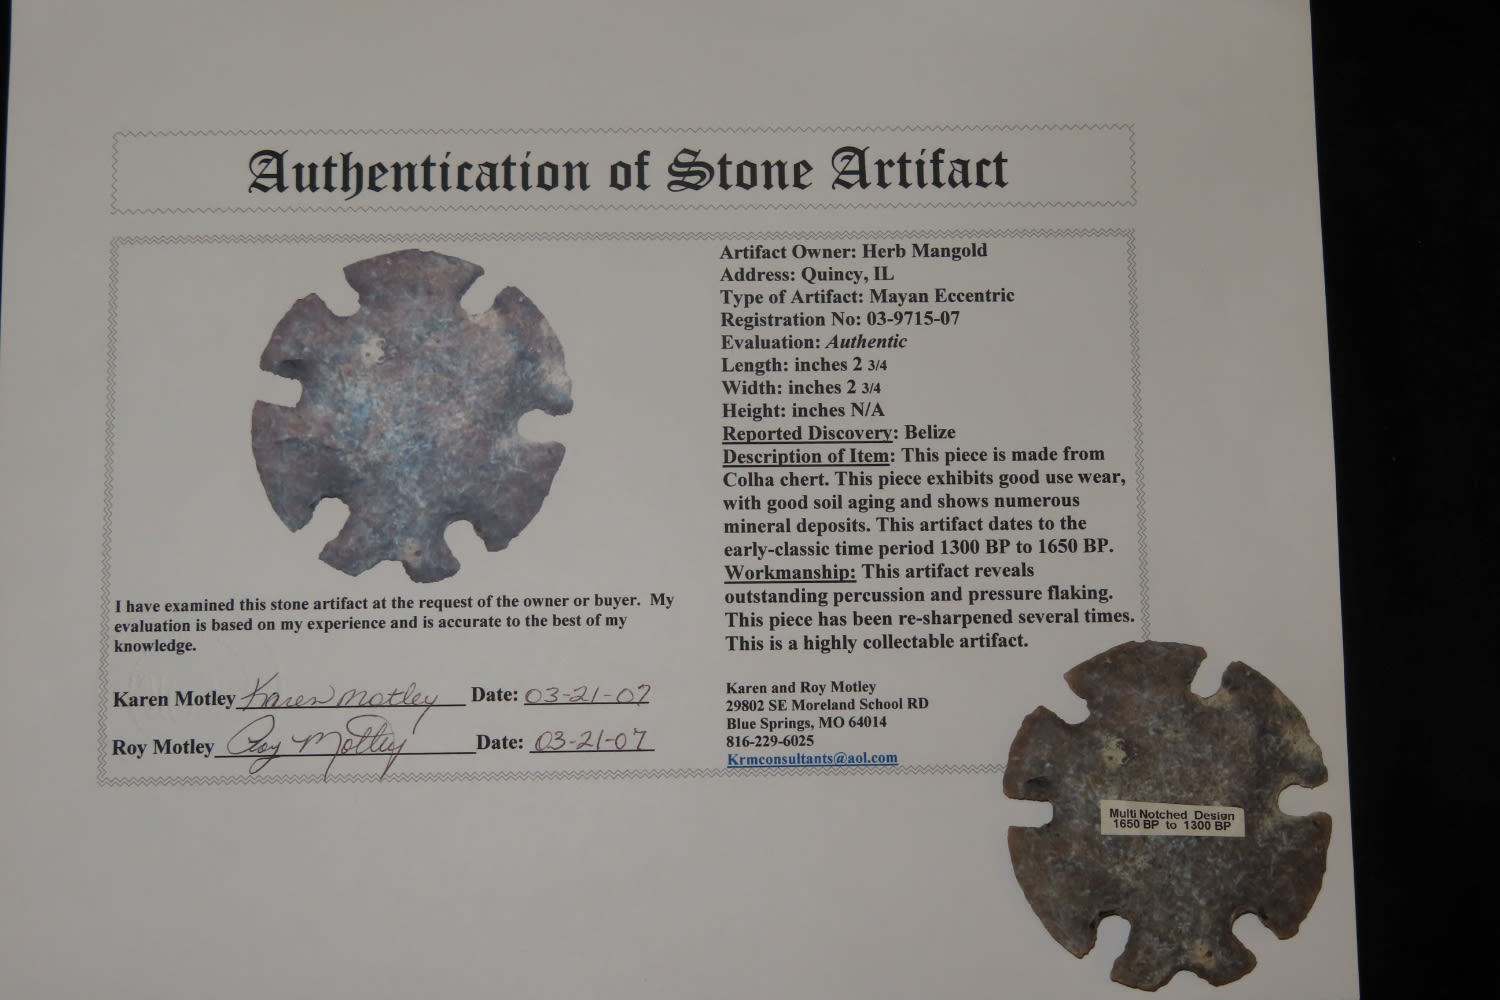 Authentication of Stone Artifact
Artifact Owner: Herb Mangold
Address: Quincy, IL
Type of Artifact: Mayan Eccentric
Registration No: 03-9715-07
Evaluation: Authentic
Length: inches 2 3/4
Width: inches 2 3/4
Height: inches N/A
Reported Discovery: Belize
Description of Item: This piece is made from
Colha chert. This piece exhibits good use wear,
with good soil aging and shows numerous
mineral deposits. This artifact dates to the
early-classic time period 1300 BP to 1650 BP.
Workmanship: This artifact reveals
outstanding percussion and pressure flaking.
This piece has been re-sharpened several times.
This is a highly collectable artifact.
I have examined this stone artifact at the request of the owner or buyer. My
evaluation is based on my experience and is accurate to the best of my
knowledge.
Karen Motley Karen Motley Date: 03-21-07
Roy Motley Roy Motley Date: 03-21-07
Karen and Roy Motley
29802 SE Moreland School RD
Blue Springs, MO 64014
816-229-6025
Krmconsultants@aol.com
Multi Notched Design
1650 BP to 1300 BP